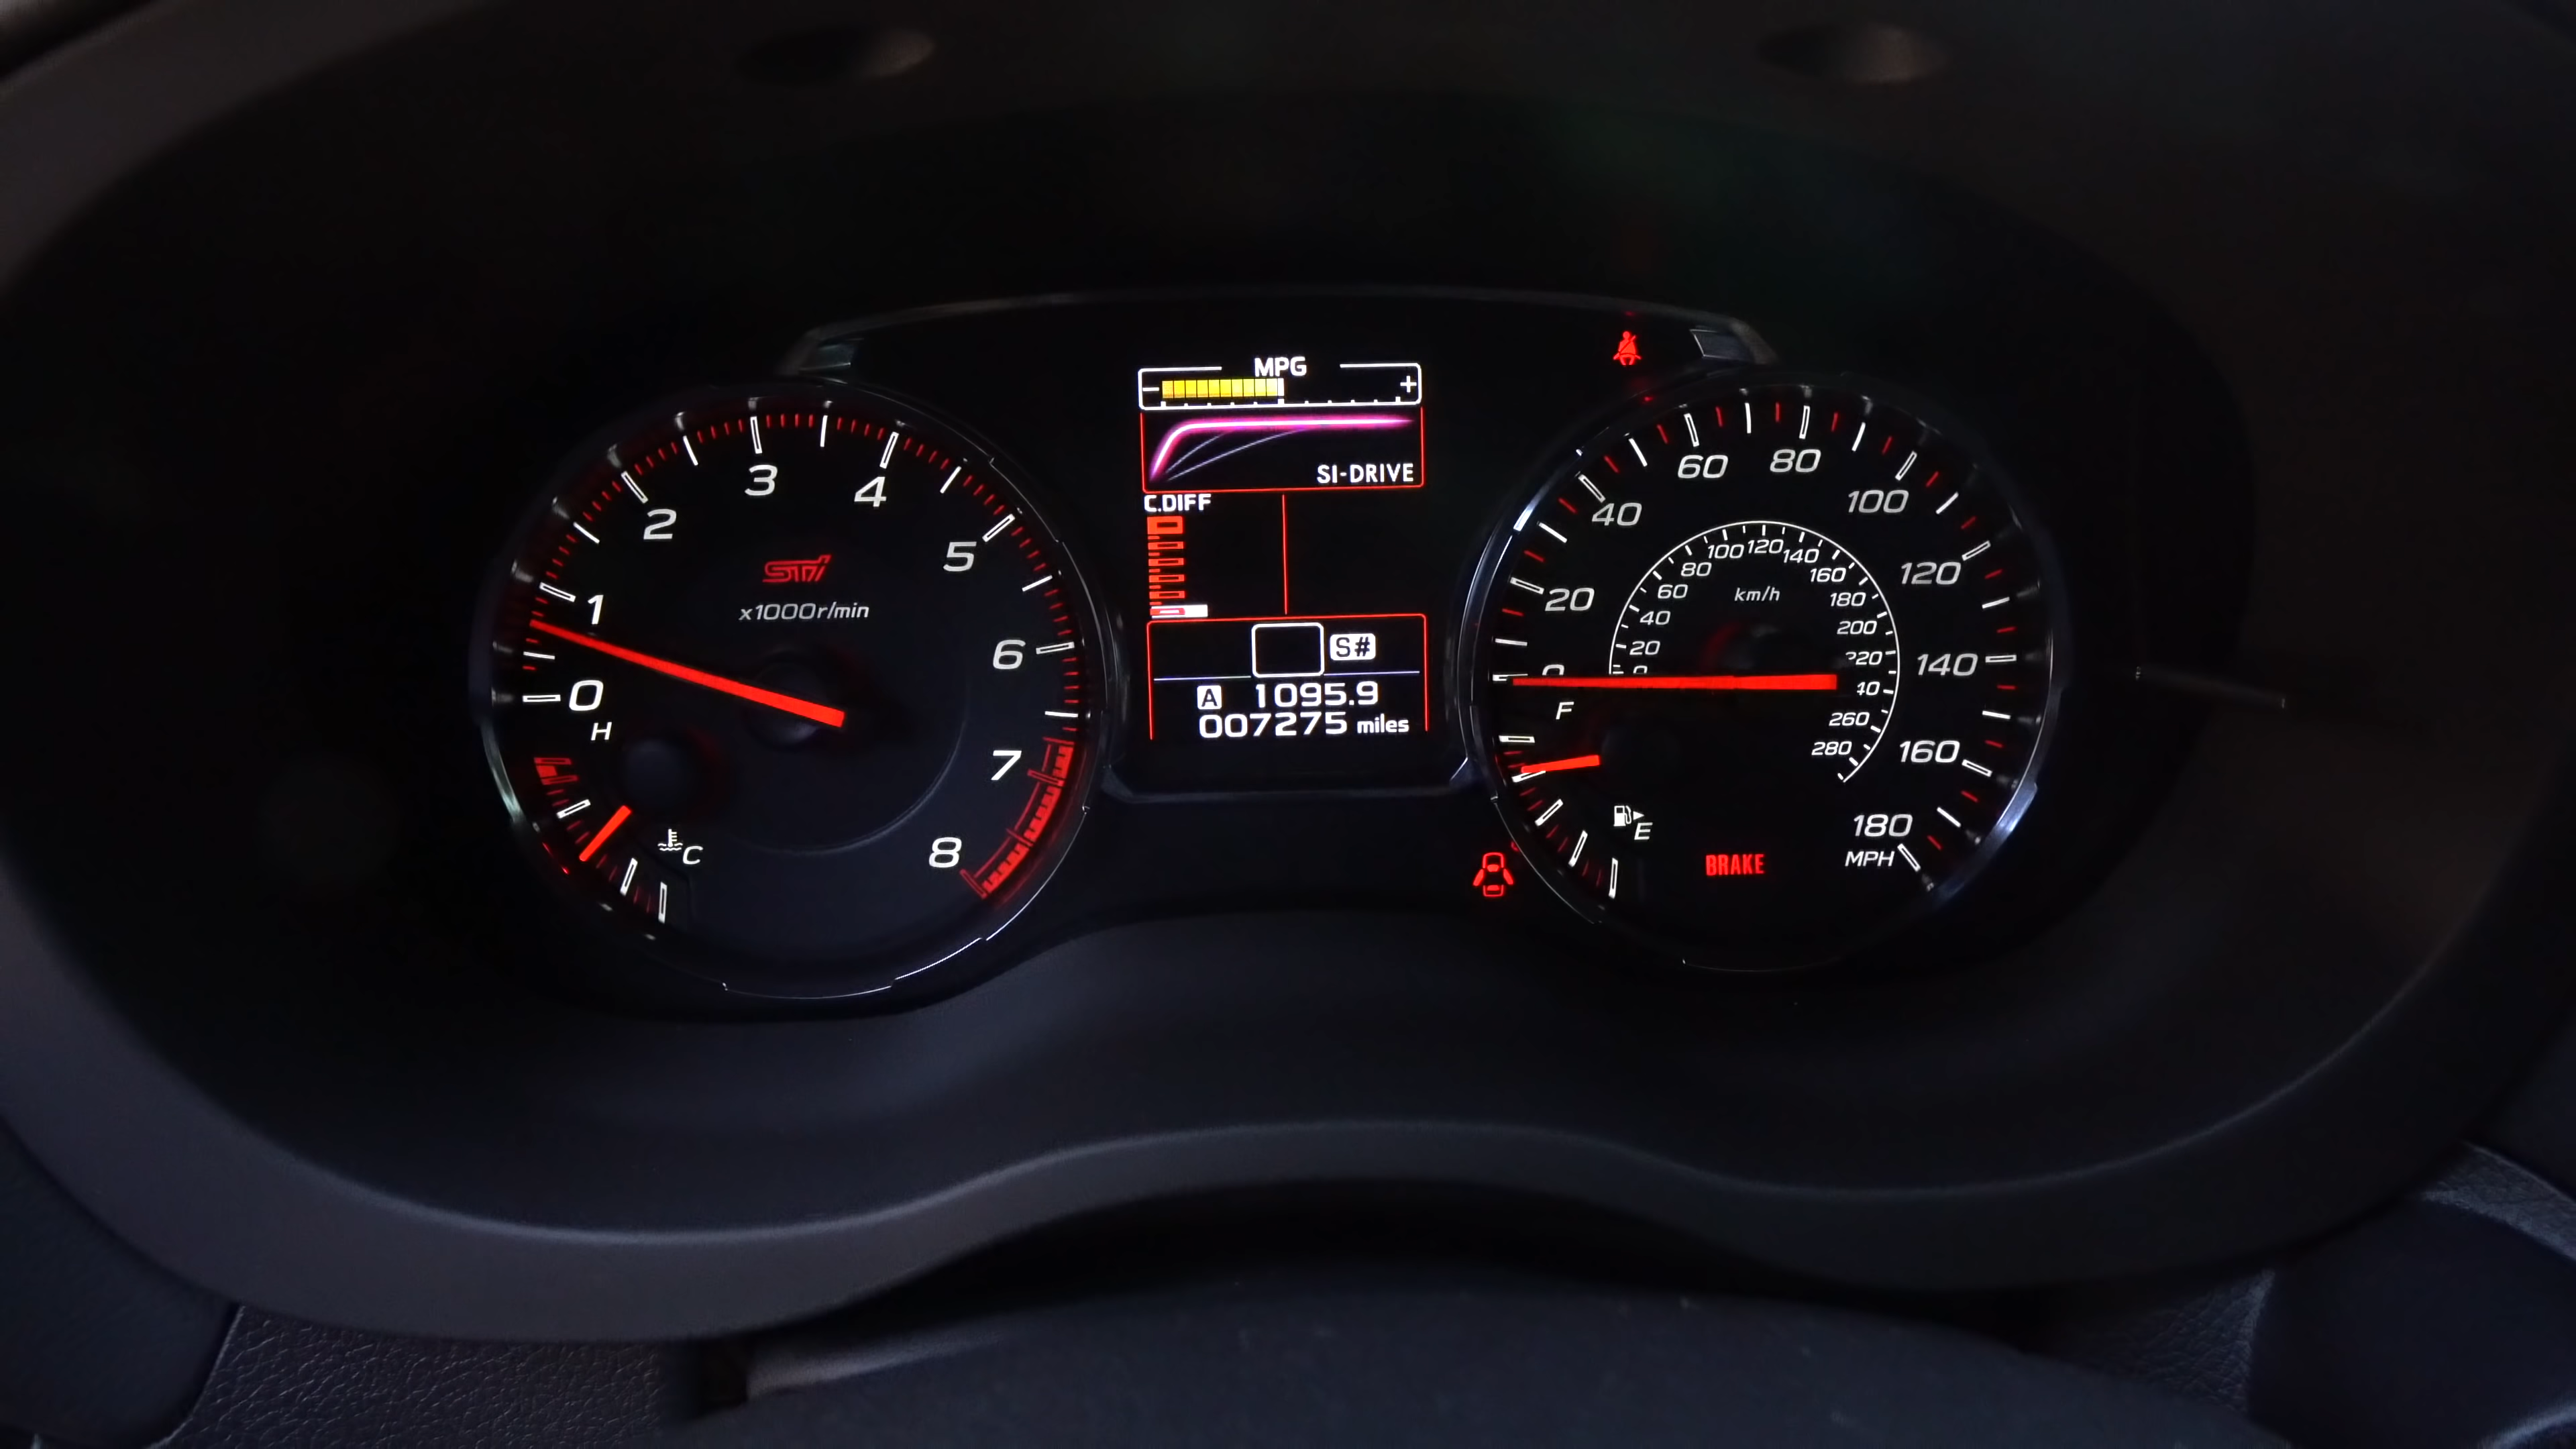 MPG
- +
SI-DRIVE
C.DIFF
S#
A 1095.9
007275 miles
0
1
2
3
4
5
6
7
8
STI
x1000r/min
H
C
0
20
40
60
80
100
120
140
160
180
MPH
0
20
40
60
80
100
120
140
160
180
200
220
260
280
km/h
F
E
BRAKE